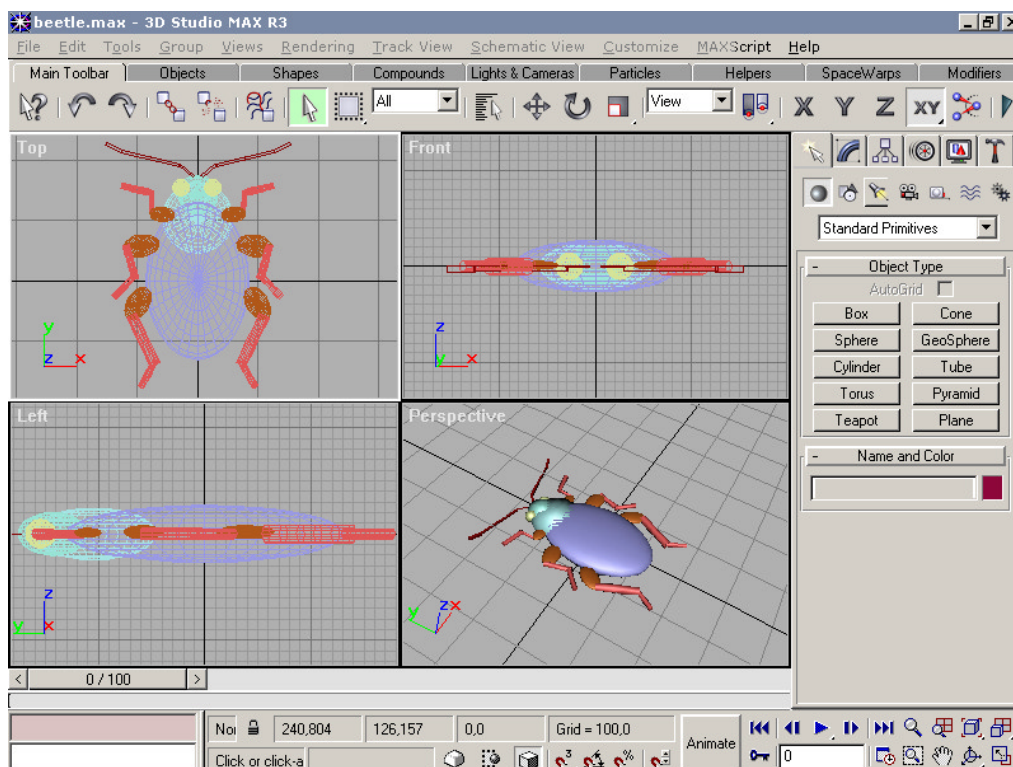 beetle.max - 3D Studio MAX R3
File Edit Tools Group Views Rendering Track View Schematic View Customize MAXScript Help
Main Toolbar Objects Shapes Compounds Lights & Cameras Particles Helpers SpaceWarps Modifiers
All View X Y Z XY
Top Front
Standard Primitives
- Object Type
AutoGrid
Box Cone
Sphere GeoSphere
Cylinder Tube
Torus Pyramid
Teapot Plane
- Name and Color
y z x
z y x
Left Perspective
z y x
y z x
< 0 / 100 >
Nor 240,804 126,157 0,0 Grid = 100,0 Animate 0
Click or click-a 3 %